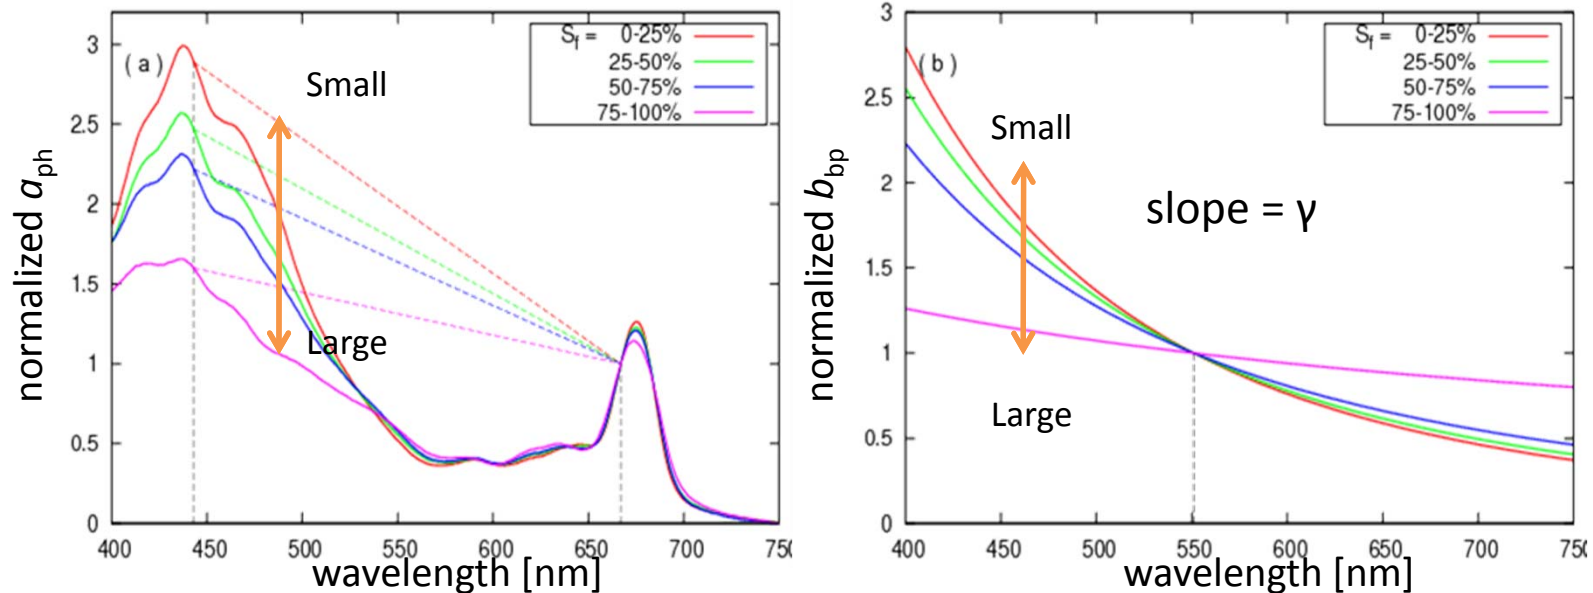 normalized aph
3
2.5
2
1.5
1
0.5
0
( a )
Sf = 0-25%
25-50%
50-75%
75-100%
Small
Large
400 450 500 550 600 650 700 75
wavelength [nm]
normalized bbp
3
2.5
2
1.5
1
0.5
0
( b )
Sf = 0-25%
25-50%
50-75%
75-100%
Small
slope = γ
Large
400 450 500 550 600 650 700 750
wavelength [nm]